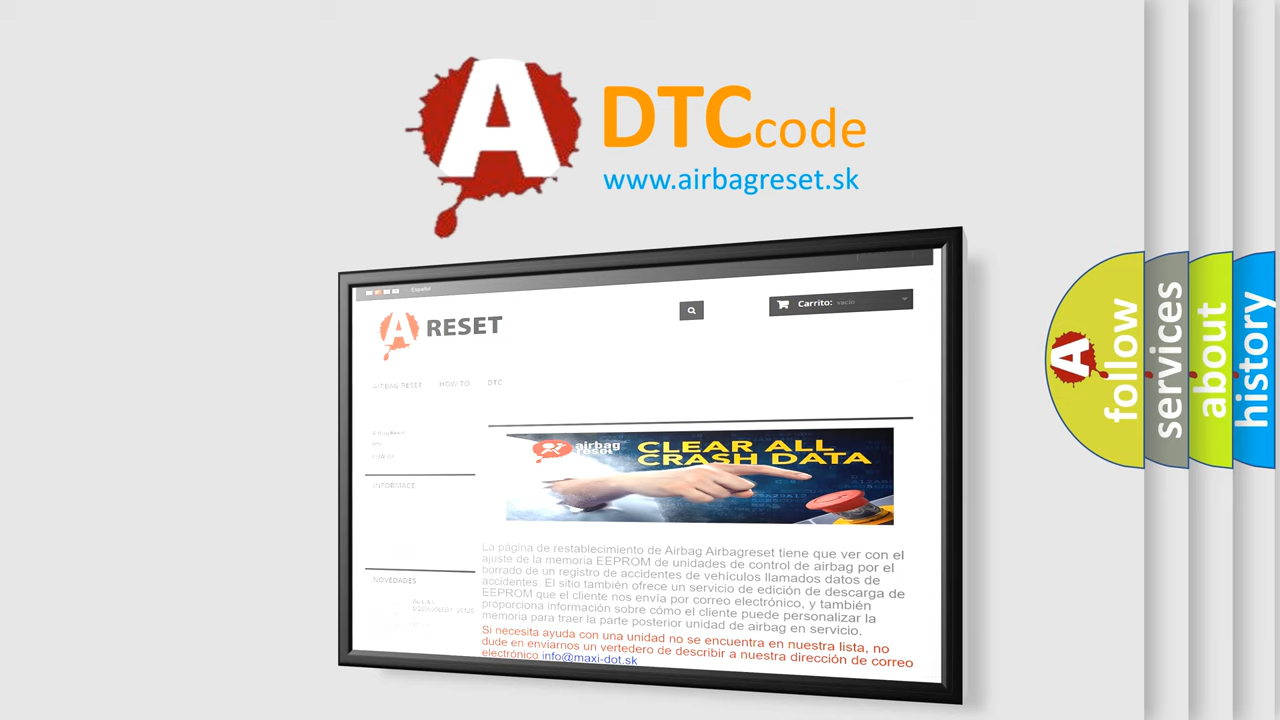 A
DTCcode
www.airbagreset.sk
Español
A RESET
Carrito: vacío
AIRBAG RESET HOW TO DTC
airbag
reset
CLEAR ALL
CRASH DATA
INFORMACE
NOVEDADES
La página de restablecimiento de Airbag Airbagreset tiene que ver con el
ajuste de la memoria EEPROM de unidades de control de airbag por el
borrado de un registro de accidentes de vehículos llamados datos de
accidentes. El sitio también ofrece un servicio de edición de descarga de
EEPROM que el cliente nos envía por correo electrónico, y también
proporciona información sobre cómo el cliente puede personalizar la
memoria para traer la parte posterior unidad de airbag en servicio.
Si necesita ayuda con una unidad no se encuentra en nuestra lista, no
dude en enviarnos un vertedero de describir a nuestra dirección de correo
electrónico info@maxi-dot.sk
A
follow
services
about
history